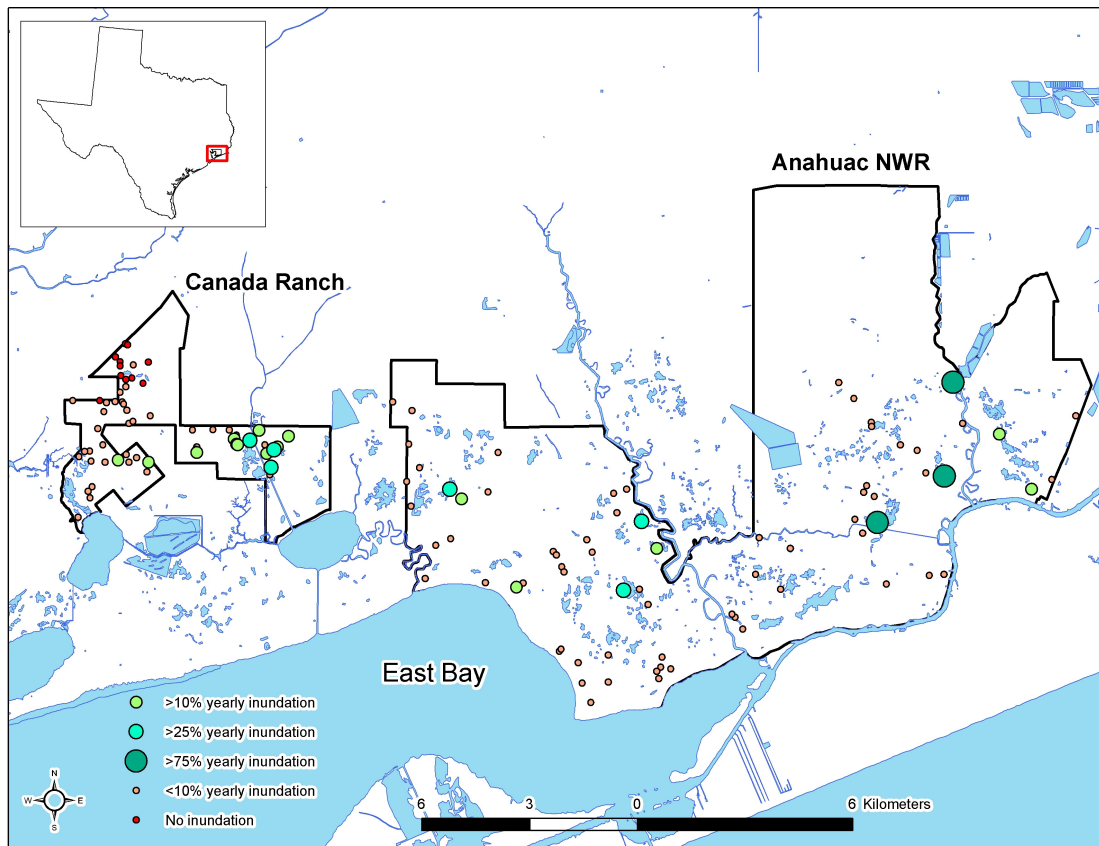 Anahuac NWR
Canada Ranch
East Bay
>10% yearly inundation
>25% yearly inundation
>75% yearly inundation
<10% yearly inundation
No inundation
N
W E
S
6 3 0 6 Kilometers